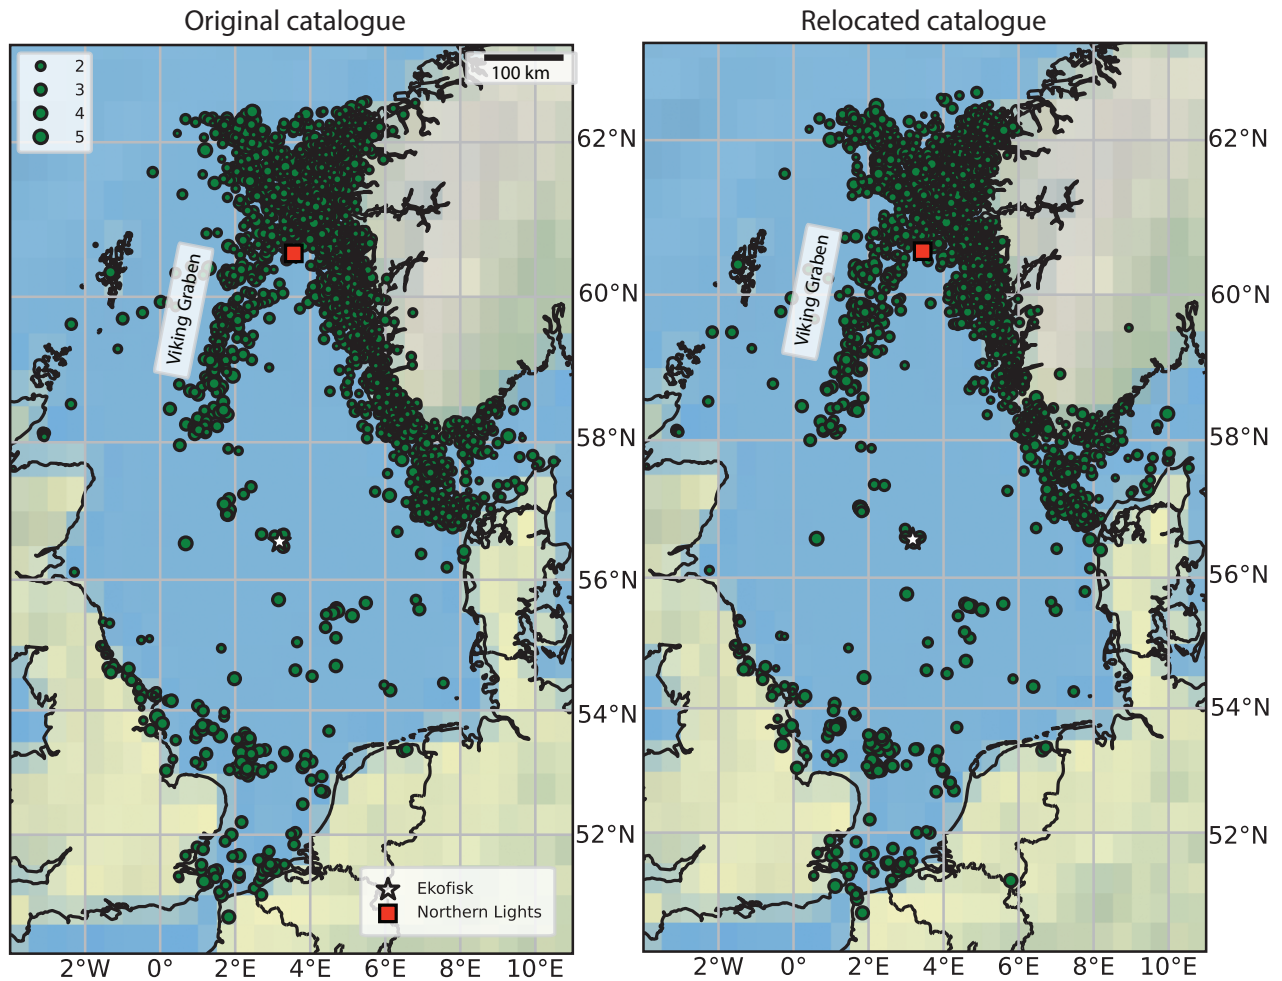 Original catalogue
Relocated catalogue
2
3
4
5
100 km
Viking Graben
Viking Graben
62°N
60°N
58°N
56°N
54°N
52°N
62°N
60°N
58°N
56°N
54°N
52°N
Ekofisk
Northern Lights
2°W
0°
2°E
4°E
6°E
8°E
10°E
2°W
0°
2°E
4°E
6°E
8°E
10°E